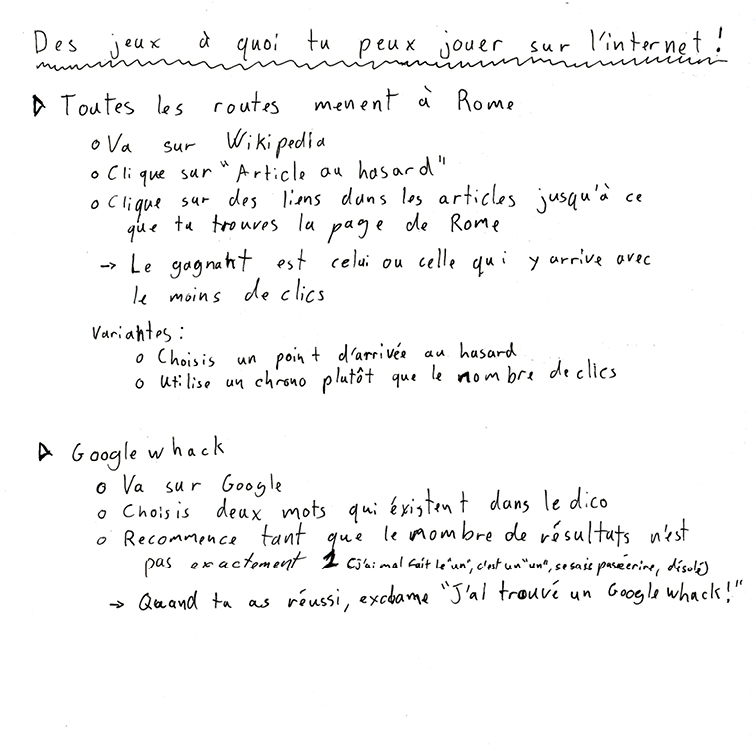 Des jeux à quoi tu peux jouer sur l'internet!
Toutes les routes menent à Rome
Va sur Wikipedia
Clique sur "Article au hasard"
Clique sur des liens dans les articles jusqu'à ce
que tu trouves la page de Rome
→ Le gagnant est celui ou celle qui y arrive avec
le moins de clics
Variantes:
Choisis un point d'arrivée au hasard
Utilise un chrono plutôt que le nombre de clics
Google whack
Va sur Google
Choisis deux mots qui éxistent dans le dico
Recommence tant que le nombre de résultats n'est
pas exactement 1 (j'ai mal fait le "un", c'est un "un", se sais pas écrire, désolé)
→ Quand tu as réussi, exclame "J'ai trouvé un Google whack!"